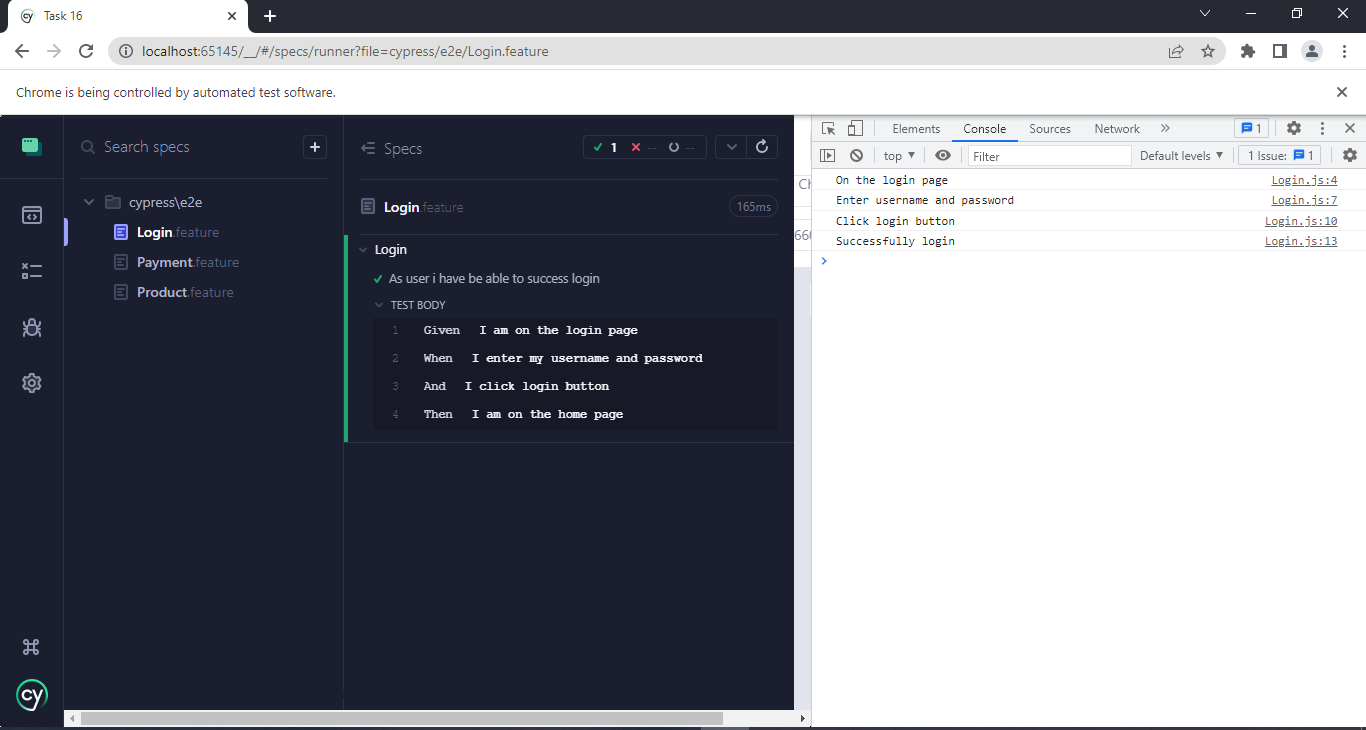 Task 16
localhost:65145/__/#/specs/runner?file=cypress/e2e/Login.feature
Chrome is being controlled by automated test software.
Search specs
+
cypress\e2e
Login.feature
Payment.feature
Product.feature
cy
Specs
1 -- --
Login.feature
165ms
Login
As user i have be able to success login
TEST BODY
1 Given I am on the login page
2 When I enter my username and password
3 And I click login button
4 Then I am on the home page
Ch
660
Elements Console Sources Network 1
top Filter Default levels 1 Issue: 1
On the login page Login.js:4
Enter username and password Login.js:7
Click login button Login.js:10
Successfully login Login.js:13